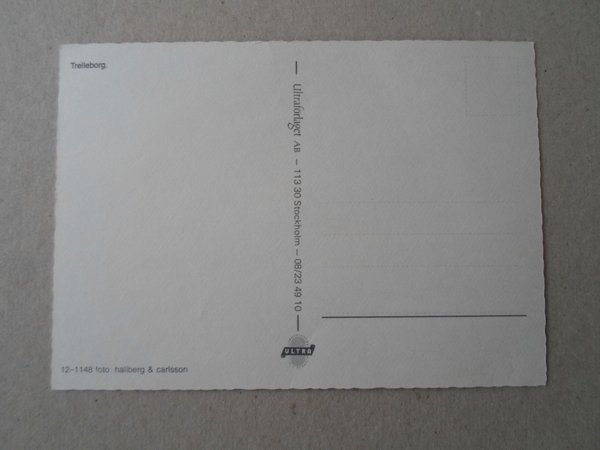 Trelleborg.
Ultraförlaget AB – 113 30 Stockholm – 08/23 49 10
ULTRA
12-1148 foto hallberg & carlsson